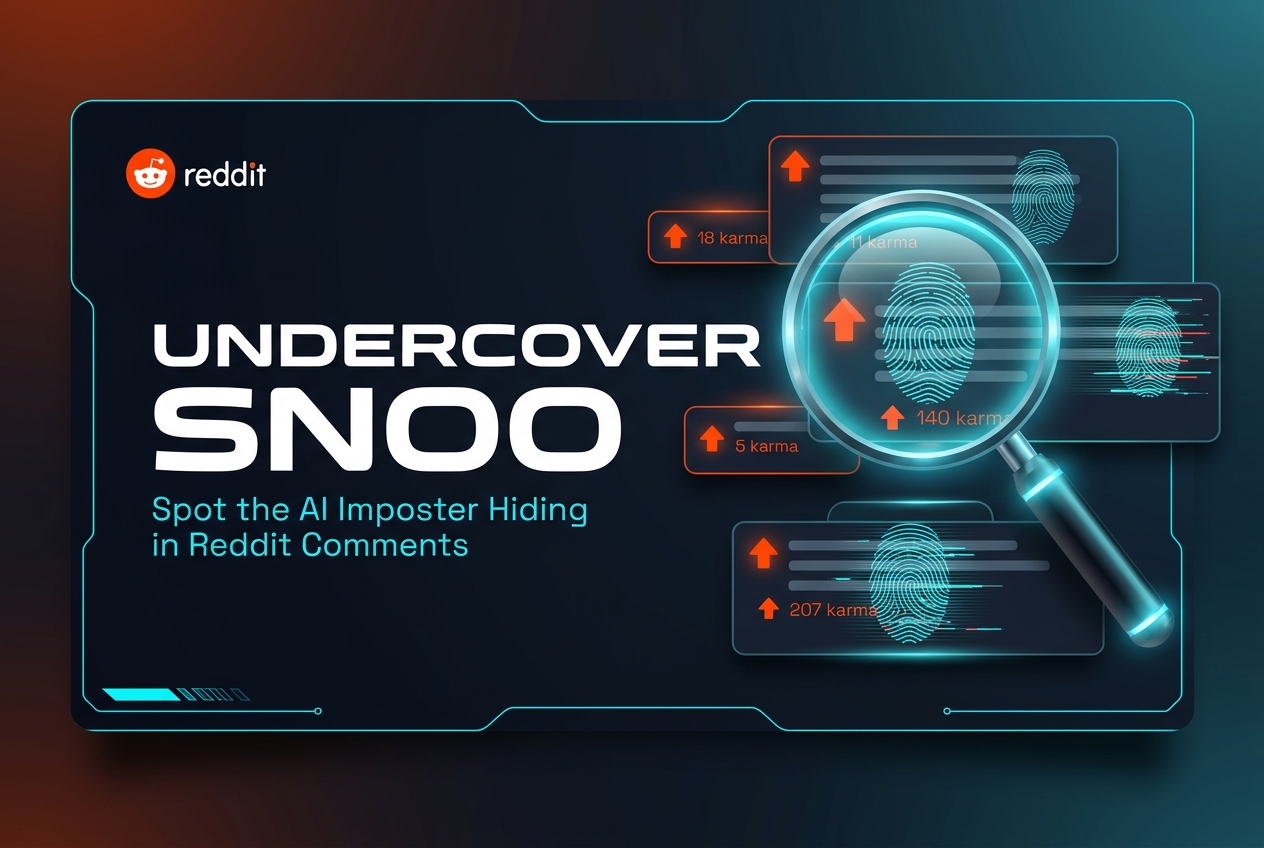 reddit
UNDERCOVER
SNOO
Spot the AI Imposter Hiding
in Reddit Comments
18 karma
11 karma
140 karma
5 karma
207 karma